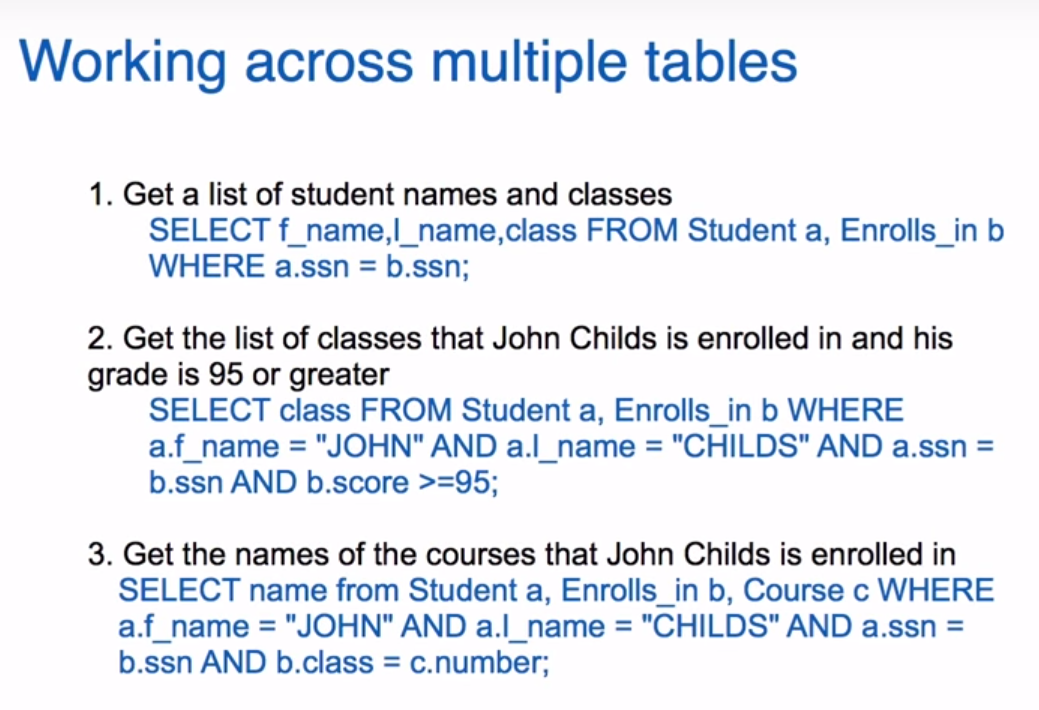 Working across multiple tables
1. Get a list of student names and classes
SELECT f_name,l_name,class FROM Student a, Enrolls_in b
WHERE a.ssn = b.ssn;
2. Get the list of classes that John Childs is enrolled in and his
grade is 95 or greater
SELECT class FROM Student a, Enrolls_in b WHERE
a.f_name = "JOHN" AND a.l_name = "CHILDS" AND a.ssn =
b.ssn AND b.score >=95;
3. Get the names of the courses that John Childs is enrolled in
SELECT name from Student a, Enrolls_in b, Course c WHERE
a.f_name = "JOHN" AND a.l_name = "CHILDS" AND a.ssn =
b.ssn AND b.class = c.number;